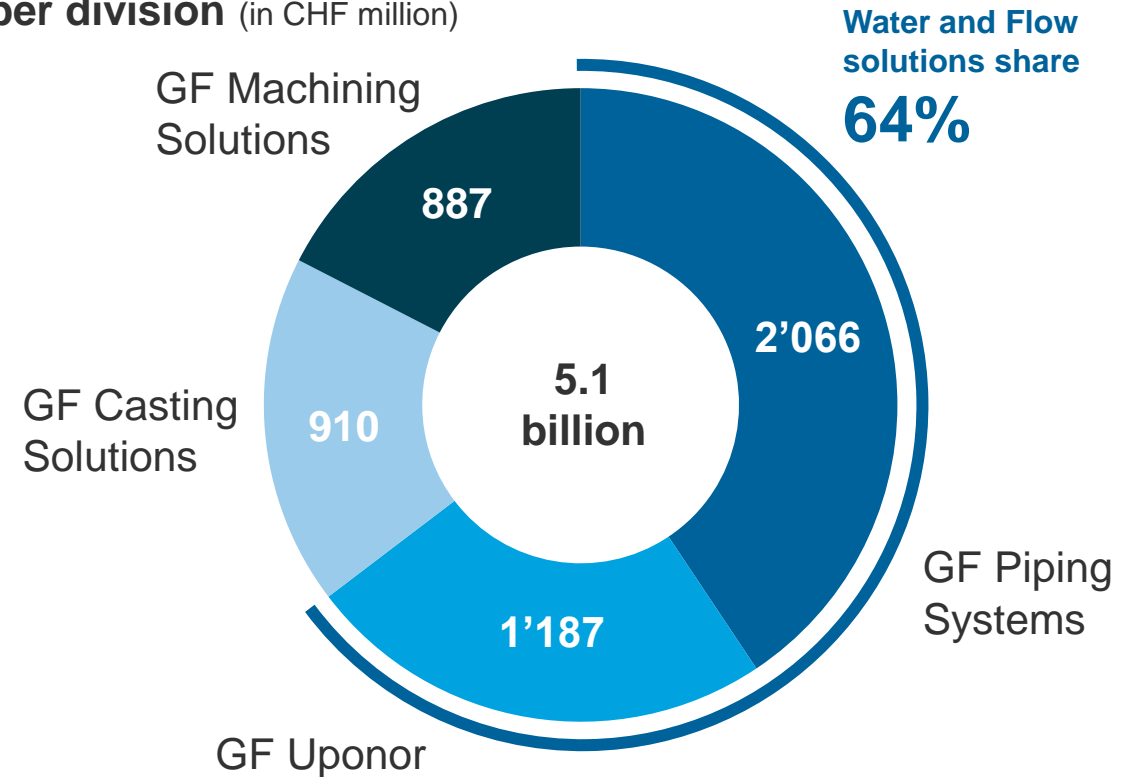 per division (in CHF million)
Water and Flow
solutions share
64%
GF Machining
Solutions
887
2’066
5.1
billion
GF Casting
Solutions
910
GF Piping
Systems
1’187
GF Uponor